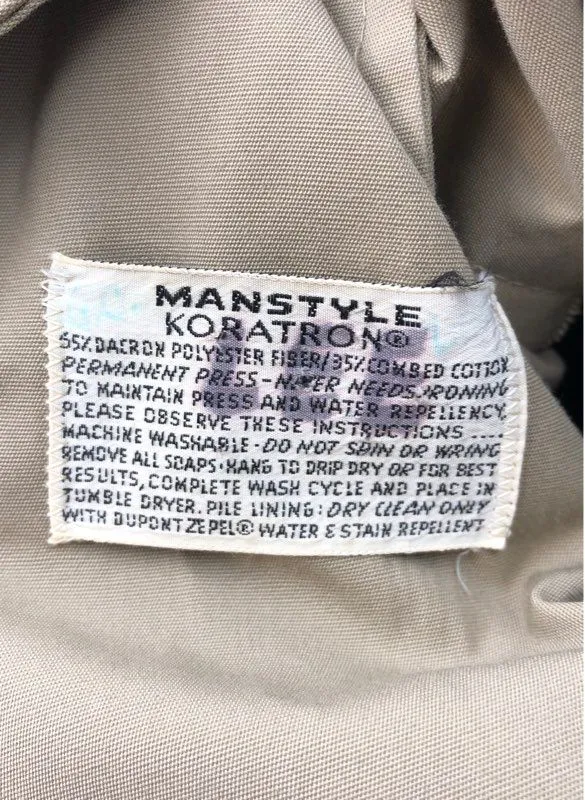 MANSTYLE
KORATRON®
65% DACRON POLYESTER FIBER/35% COMBED COTTON
PERMANENT PRESS-NEVER NEEDS IRONING
TO MAINTAIN PRESS AND WATER REPELLENCY
PLEASE OBSERVE THESE INSTRUCTIONS ....
MACHINE WASHABLE·DO NOT SPIN OR WRING
REMOVE ALL SOAPS·HANG TO DRIP DRY OR FOR BEST
RESULTS, COMPLETE WASH CYCLE AND PLACE IN
TUMBLE DRYER. PILE LINING: DRY CLEAN ONLY
WITH DUPONT ZEPEL® WATER & STAIN REPELLENT